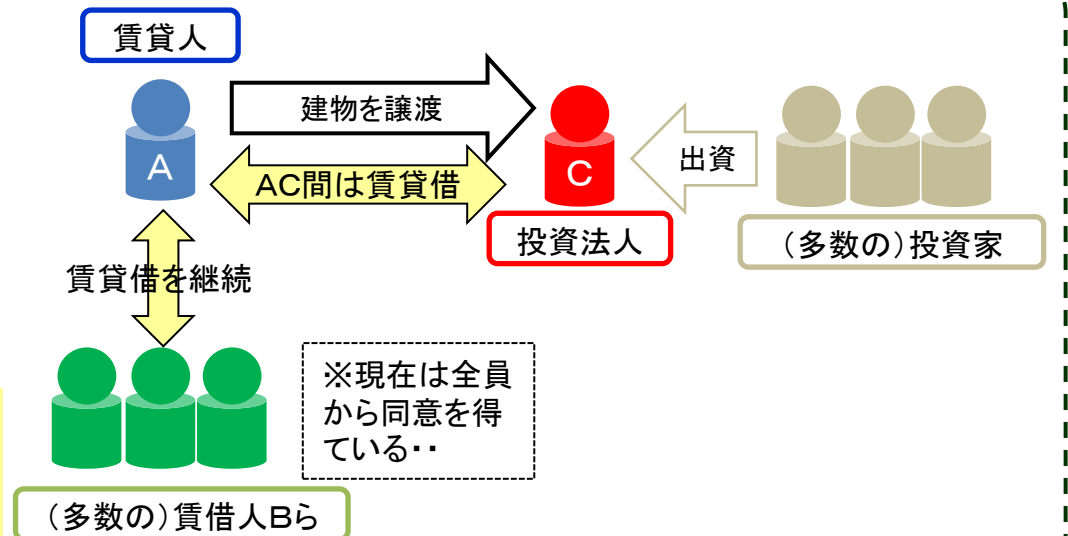 賃貸人
A
建物を譲渡
AC間は賃貸借
C
出資
投資法人
（多数の）投資家
賃貸借を継続
※現在は全員
から同意を得
ている・・
（多数の）賃借人Bら